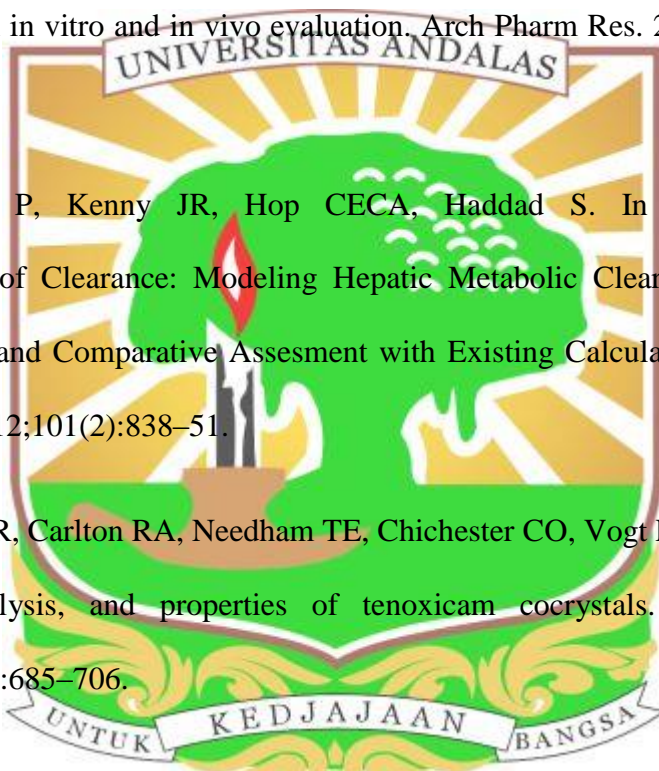 in vitro and in vivo evaluation. Arch Pharm Res. 2
UNIVERSITAS ANDALAS
P, Kenny JR, Hop CECA, Haddad S. In
of Clearance: Modeling Hepatic Metabolic Clear
and Comparative Assesment with Existing Calcula
12;101(2):838–51.
R, Carlton RA, Needham TE, Chichester CO, Vogt
lysis, and properties of tenoxicam cocrystals.
:685–706.
UNTUK KEDJAJAAN BANGSA